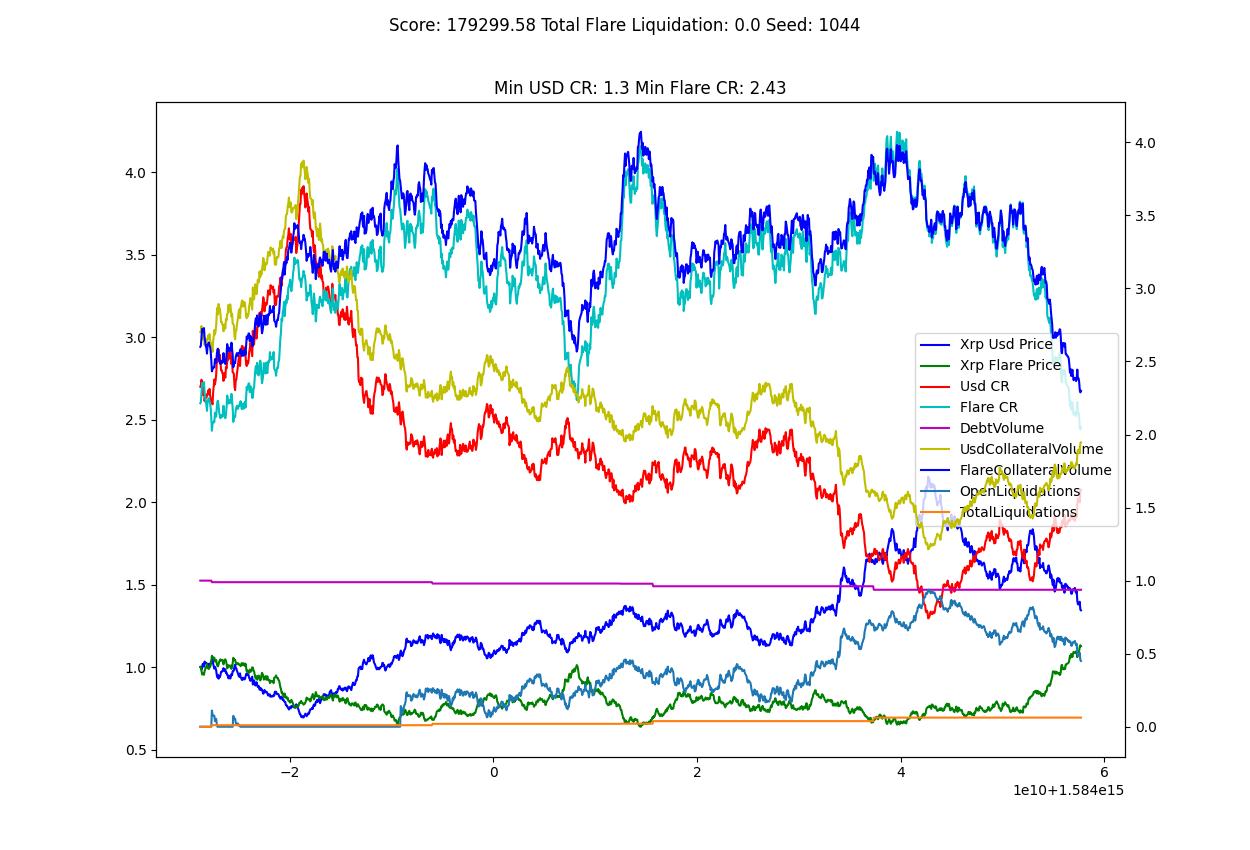 Score: 179299.58 Total Flare Liquidation: 0.0 Seed: 1044
Min USD CR: 1.3 Min Flare CR: 2.43
4.0
3.5
3.0
2.5
2.0
1.5
1.0
0.5
4.0
3.5
3.0
2.5
2.0
1.5
1.0
0.5
0.0
Xrp Usd Price
Xrp Flare Price
Usd CR
Flare CR
DebtVolume
UsdCollateralVolume
FlareCollateralVolume
OpenLiquidations
TotalLiquidations
−2 0 2 4 6
1e10+1.584e15